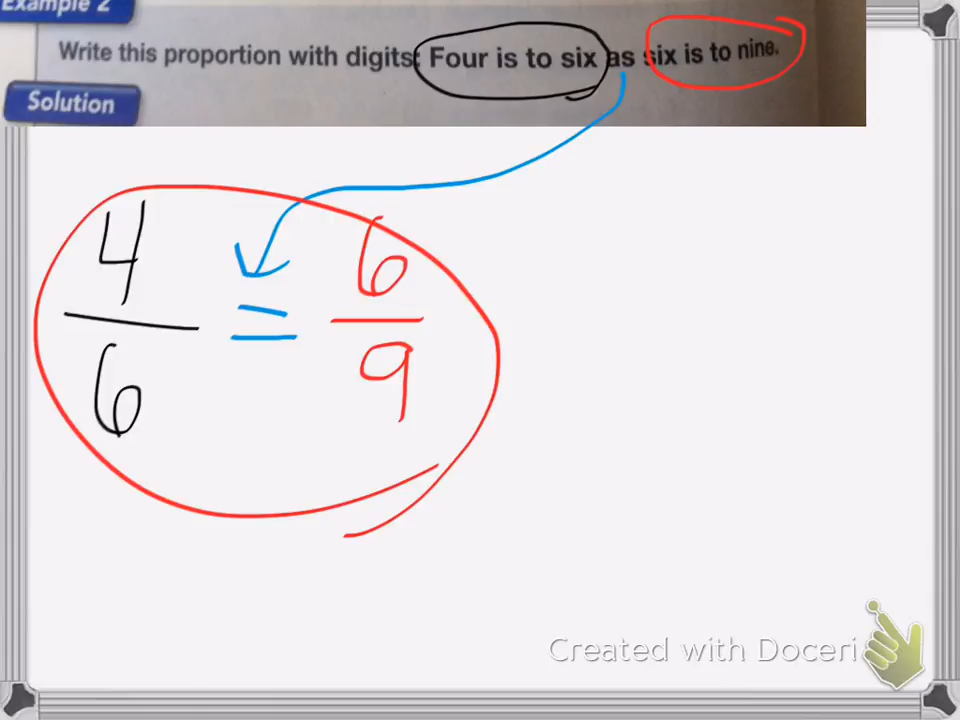 Example 2
Write this proportion with digits: Four is to six as six is to nine.
Solution
4 6
=
6 9
Created with Doceri